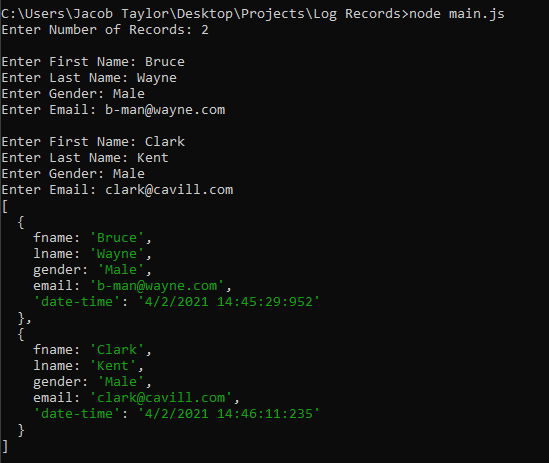 C:\Users\Jacob Taylor\Desktop\Projects\Log Records>node main.js
Enter Number of Records: 2

Enter First Name: Bruce
Enter Last Name: Wayne
Enter Gender: Male
Enter Email: b-man@wayne.com

Enter First Name: Clark
Enter Last Name: Kent
Enter Gender: Male
Enter Email: clark@cavill.com
[
  {
    fname: 'Bruce',
    lname: 'Wayne',
    gender: 'Male',
    email: 'b-man@wayne.com',
    'date-time': '4/2/2021 14:45:29:952'
  },
  {
    fname: 'Clark',
    lname: 'Kent',
    gender: 'Male',
    email: 'clark@cavill.com',
    'date-time': '4/2/2021 14:46:11:235'
  }
]